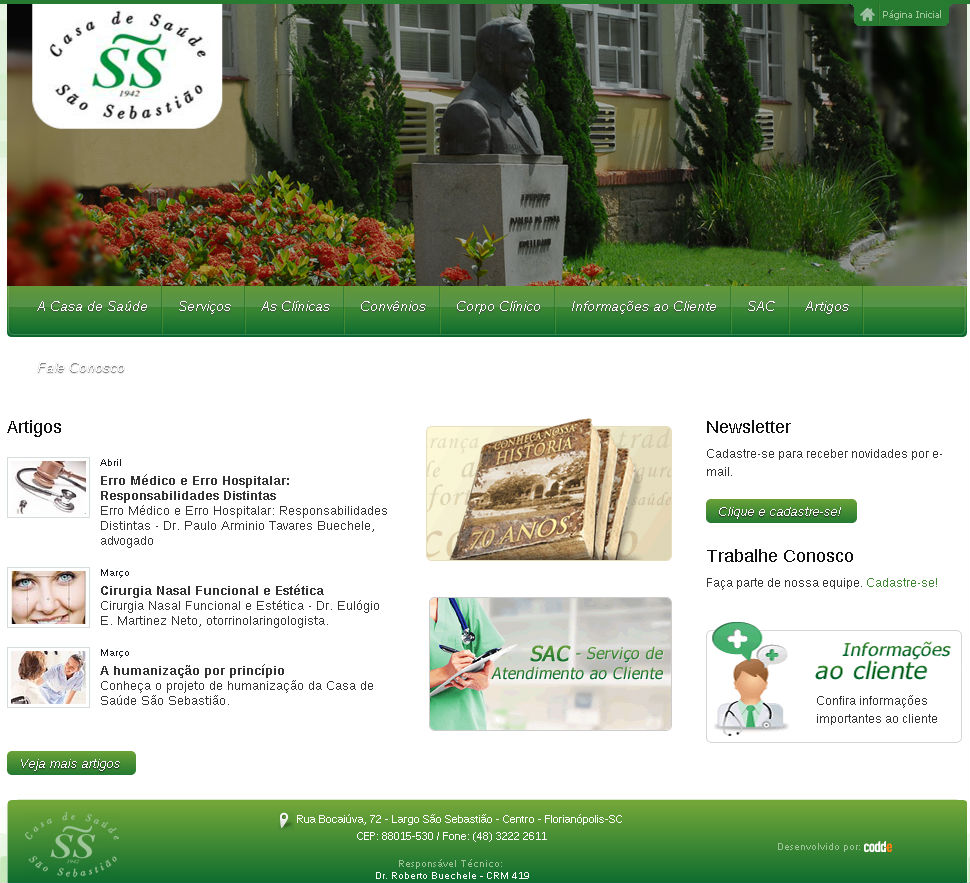 Casa de Saúde
SS
1942
São Sebastião
Página Inicial
A Casa de Saúde
Serviços
As Clínicas
Convênios
Corpo Clínico
Informações ao Cliente
SAC
Artigos
Fale Conosco
Artigos
Abril
Erro Médico e Erro Hospitalar:
Responsabilidades Distintas
Erro Médico e Erro Hospitalar: Responsabilidades
Distintas - Dr. Paulo Arminio Tavares Buechele,
advogado
Março
Cirurgia Nasal Funcional e Estética
Cirurgia Nasal Funcional e Estética - Dr. Eulógio
E. Martinez Neto, otorrinolaringologista.
Março
A humanização por princípio
Conheça o projeto de humanização da Casa de
Saúde São Sebastião.
Veja mais artigos
CONHEÇA NOSSA
HISTÓRIA
70 ANOS
SAC - Serviço de
Atendimento ao Cliente
Newsletter
Cadastre-se para receber novidades por e-
mail.
Clique e cadastre-se!
Trabalhe Conosco
Faça parte de nossa equipe. Cadastre-se!
Informações
ao cliente
Confira informações
importantes ao cliente
Casa de Saúde
SS
1942
São Sebastião
Rua Bocaiúva, 72 - Largo São Sebastião - Centro - Florianópolis-SC
CEP: 88015-530 / Fone: (48) 3222 2611
Responsável Técnico:
Dr. Roberto Buechele - CRM 419
Desenvolvido por: codde